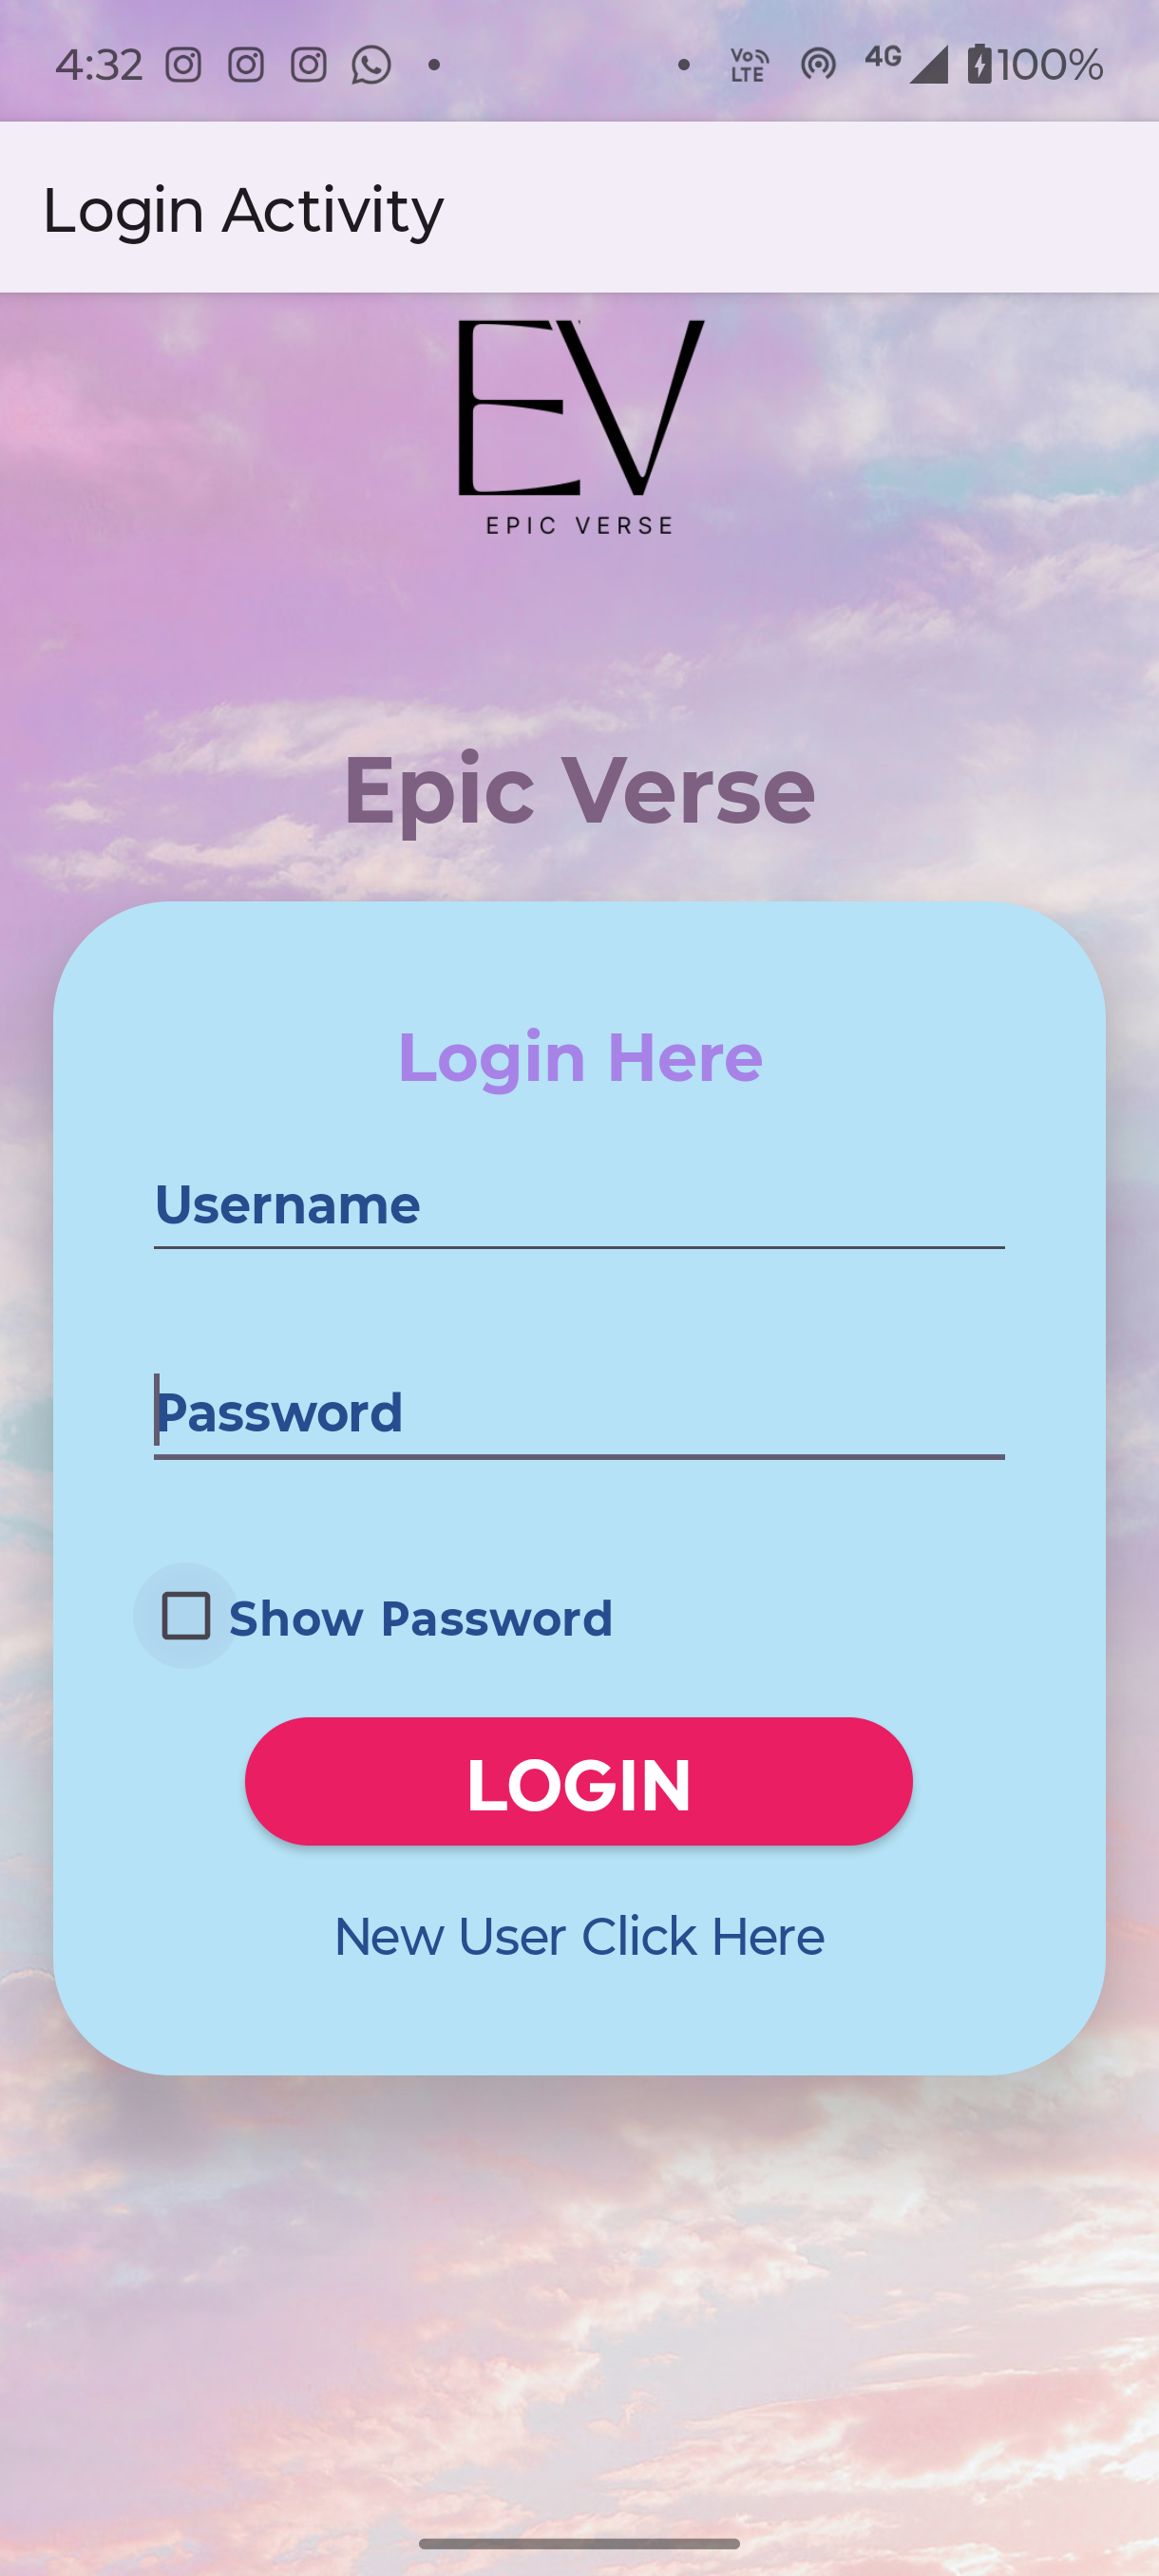 4:32 Vo LTE 4G 100%
Login Activity
EV
EPIC VERSE
Epic Verse
Login Here
Username
Password
Show Password
LOGIN
New User Click Here